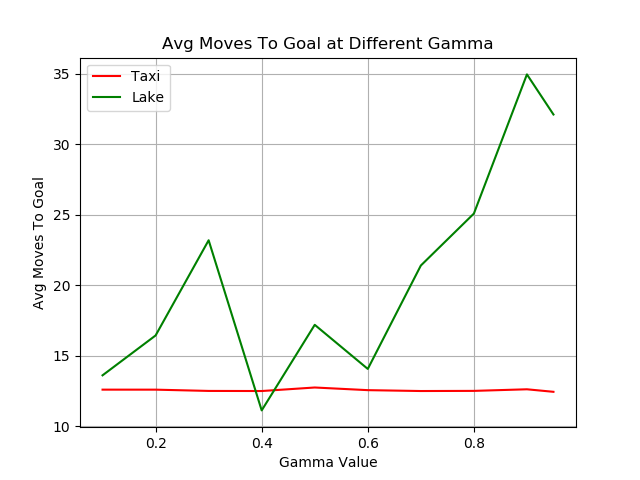 Avg Moves To Goal at Different Gamma
Taxi
Lake
35
30
25
20
15
10
Avg Moves To Goal
0.2 0.4 0.6 0.8
Gamma Value